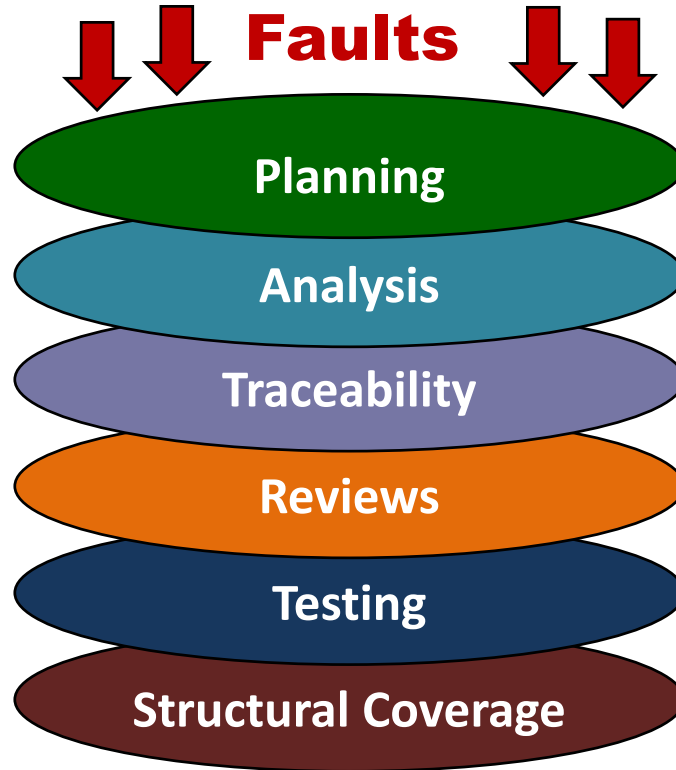 Faults
Planning
Analysis
Traceability
Reviews
Testing
Structural Coverage